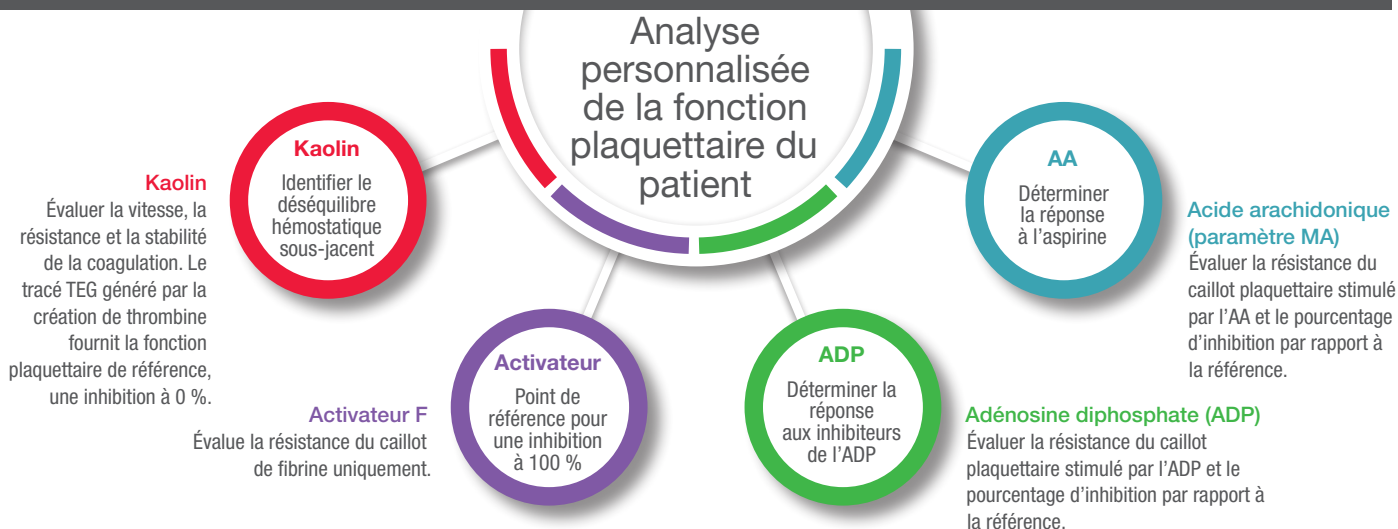 Analyse
personnalisée
de la fonction
plaquettaire du
patient
Kaolin
Identifier le
déséquilibre
hémostatique
sous-jacent
Kaolin
Évaluer la vitesse, la
résistance et la stabilité
de la coagulation. Le
tracé TEG généré par la
création de thrombine
fournit la fonction
plaquettaire de référence,
une inhibition à 0 %.
Activateur
Point de
référence pour
une inhibition
à 100 %
Activateur F
Évalue la résistance du caillot
de fibrine uniquement.
ADP
Déterminer la
réponse
aux inhibiteurs
de l’ADP
Adénosine diphosphate (ADP)
Évaluer la résistance du caillot
plaquettaire stimulé par l’ADP et le
pourcentage d’inhibition par rapport à
la référence.
AA
Déterminer
la réponse
à l’aspirine
Acide arachidonique
(paramètre MA)
Évaluer la résistance du
caillot plaquettaire stimulé
par l’AA et le pourcentage
d’inhibition par rapport à
la référence.